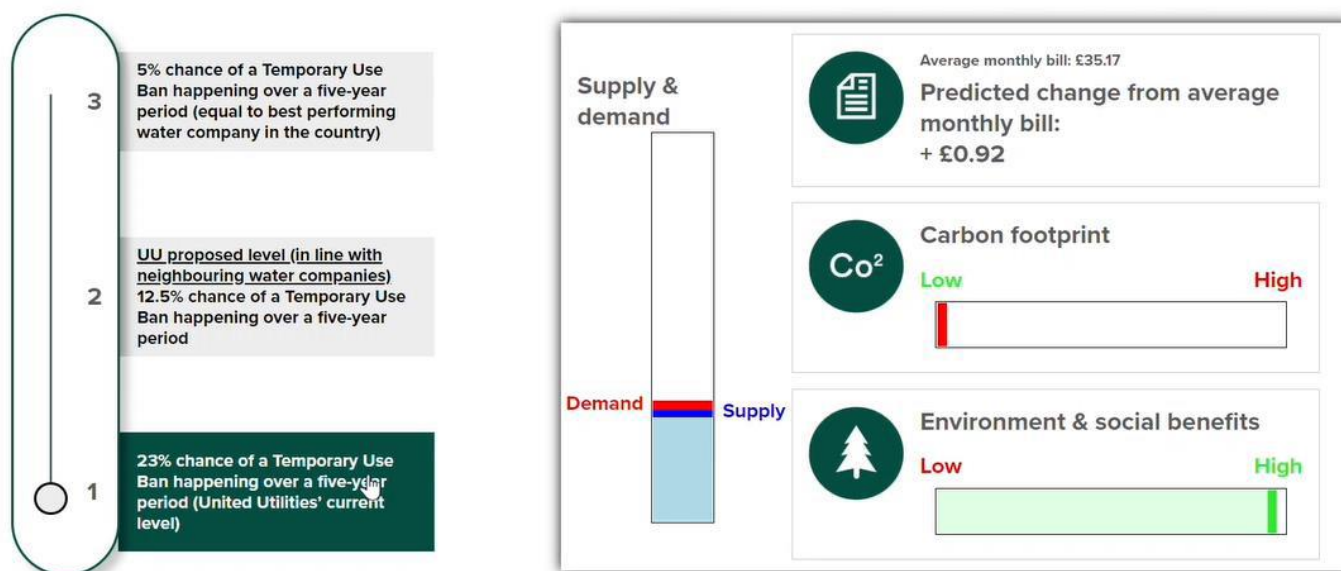 3
5% chance of a Temporary Use
Ban happening over a five-year
period (equal to best performing
water company in the country)
2
UU proposed level (in line with
neighbouring water companies)
12.5% chance of a Temporary Use
Ban happening over a five-year
period
1
23% chance of a Temporary Use
Ban happening over a five-year
period (United Utilities' current
level)
Supply &
demand
Demand
Supply
Average monthly bill: £35.17
Predicted change from average
monthly bill:
+ £0.92
Co²
Carbon footprint
Low
High
Environment & social benefits
Low
High